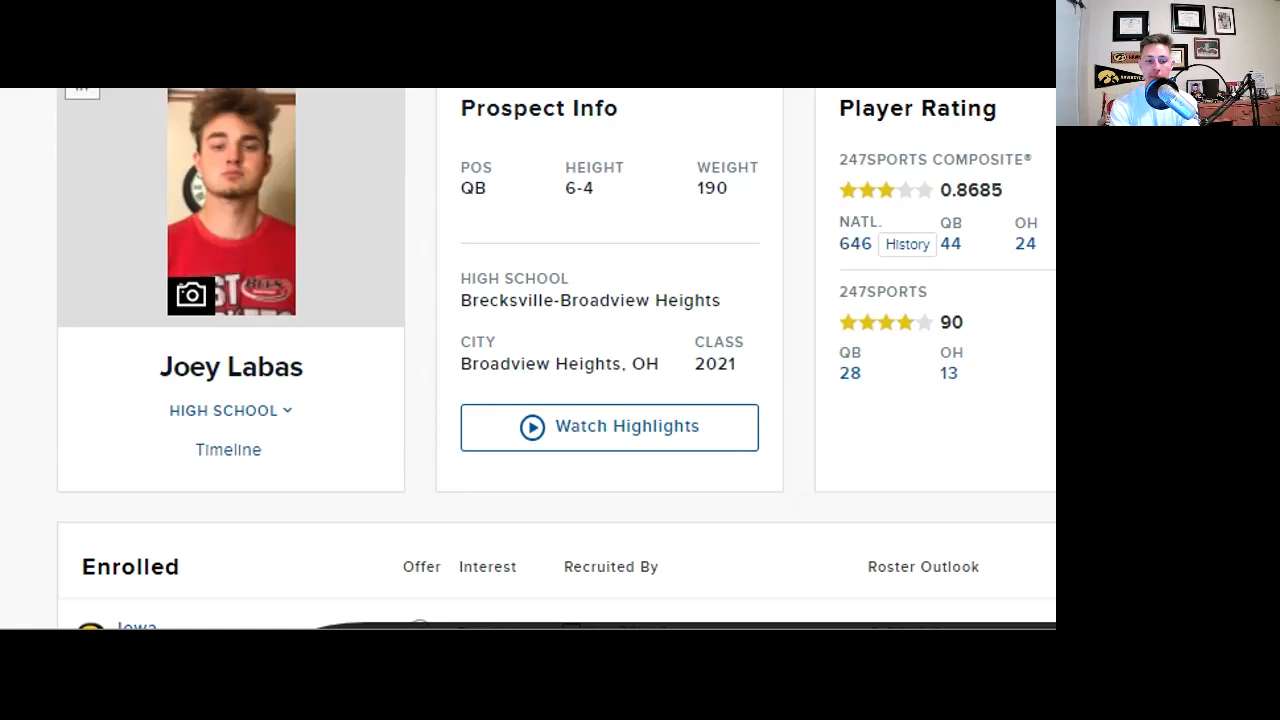 Joey Labas
HIGH SCHOOL
Timeline
Prospect Info
POS HEIGHT WEIGHT
QB 6-4 190
HIGH SCHOOL
Brecksville-Broadview Heights
CITY CLASS
Broadview Heights, OH 2021
Watch Highlights
Player Rating
247SPORTS COMPOSITE®
0.8685
NATL. QB OH
646 History 44 24
247SPORTS
90
QB OH
28 13
Enrolled Offer Interest Recruited By Roster Outlook
Iowa